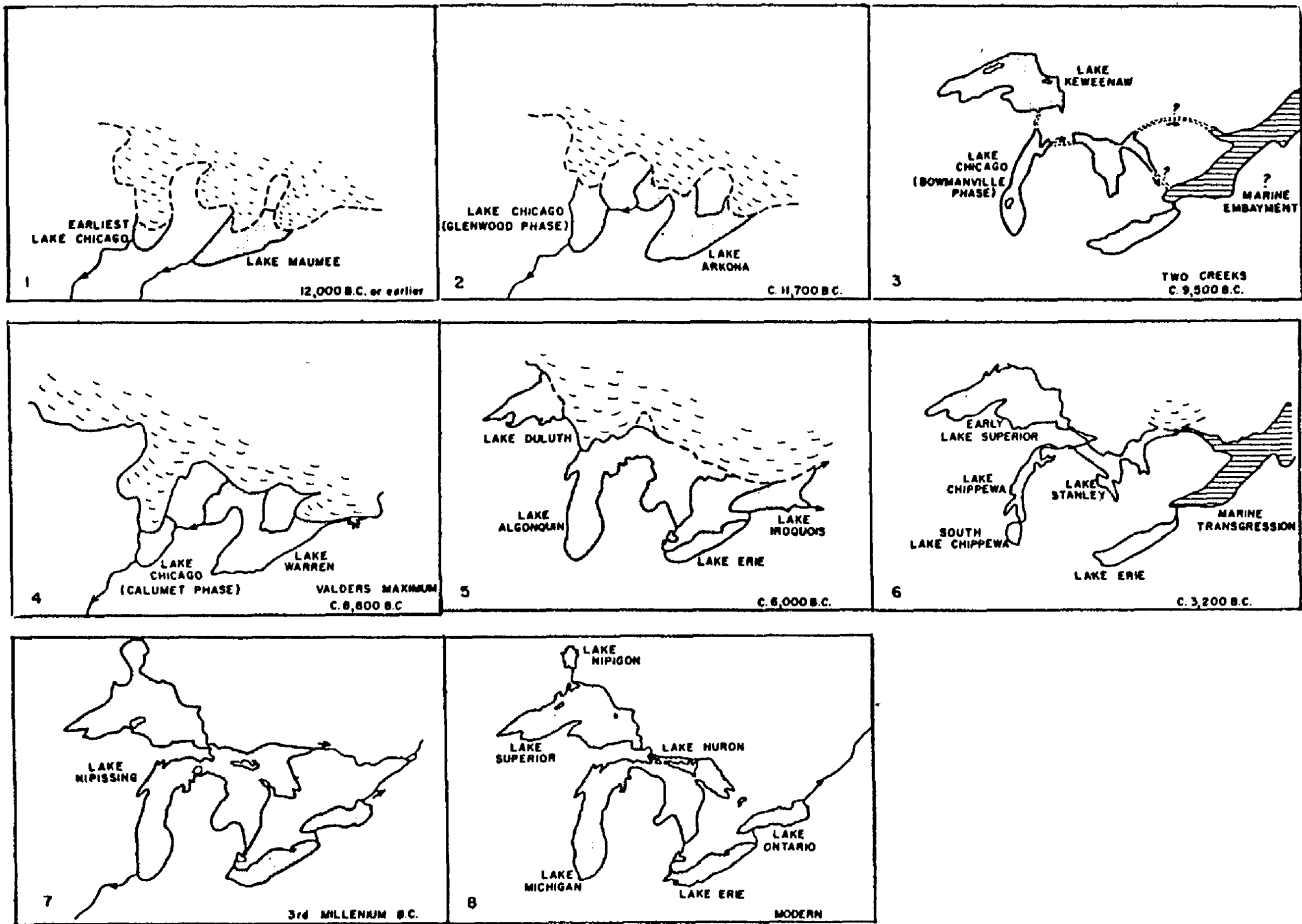 EARLIEST
LAKE CHICAGO
LAKE MAUMEE
1
12,000 B.C. or earlier
LAKE CHICAGO
(GLENWOOD PHASE)
LAKE
ARKONA
2
C. 11,700 B.C.
LAKE
KEWEENAW
?
LAKE
CHICAGO
(BOWMANVILLE
PHASE)
?
?
MARINE
EMBAYMENT
3
TWO CREEKS
C. 9,500 B.C.
LAKE
CHICAGO
(CALUMET PHASE)
LAKE
WARREN
4
VALDERS MAXIMUM
C. 8,800 B.C
LAKE DULUTH
LAKE
ALGONQUIN
LAKE
IROQUOIS
LAKE ERIE
5
C. 6,000 B.C.
EARLY
LAKE SUPERIOR
LAKE
CHIPPEWA
LAKE
STANLEY
SOUTH
LAKE CHIPPEWA
MARINE
TRANSGRESSION
LAKE ERIE
6
C. 3,200 B.C.
LAKE
NIPISSING
7
3rd MILLENIUM B.C.
LAKE
NIPIGON
LAKE
SUPERIOR
LAKE HURON
LAKE
ONTARIO
LAKE
MICHIGAN
LAKE ERIE
8
MODERN